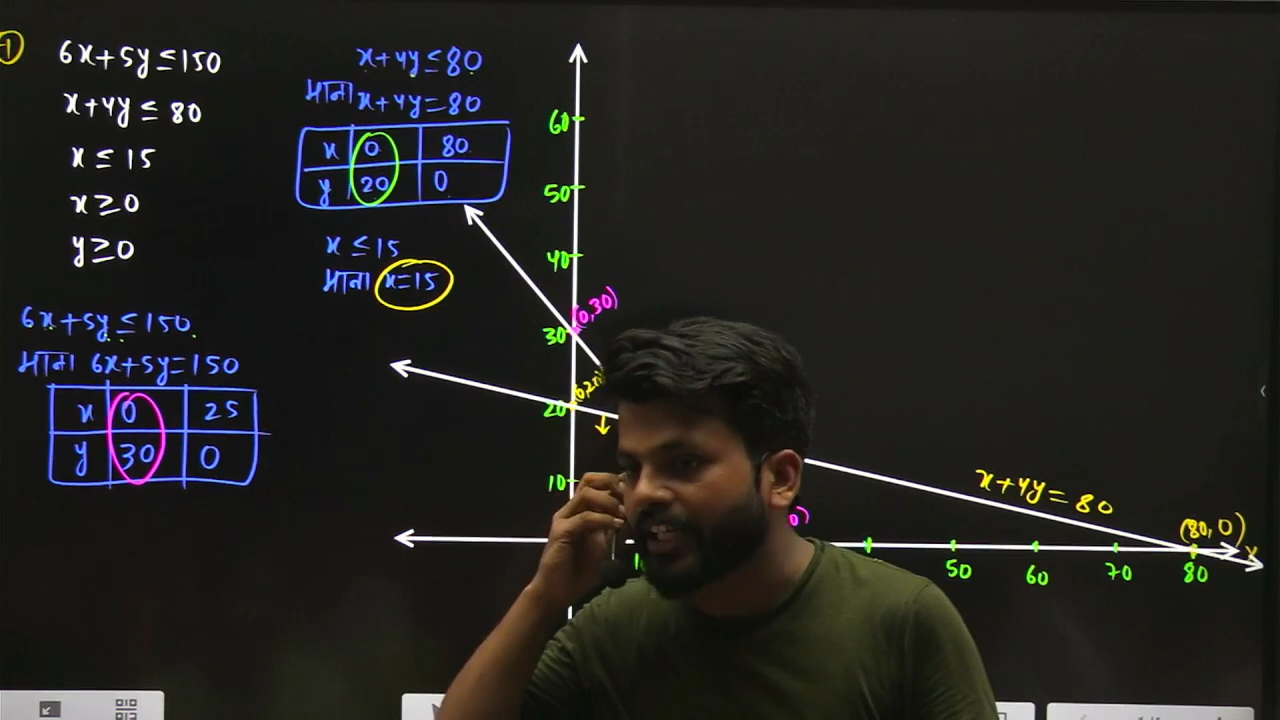 1
6x+5y≤150
x+4y ≤ 80
x ≤ 15
x ≥ 0
y ≥ 0
6x+5y ≤ 150
माना 6x+5y=150
x 0 25
y 30 0
x+4y ≤ 80
माना x+4y=80
x 0 80
y 20 0
x ≤ 15
माना x=15
60
50
40
30
(0,30)
20
10
x+4y = 80
(80,0)
x
50 60 70 80